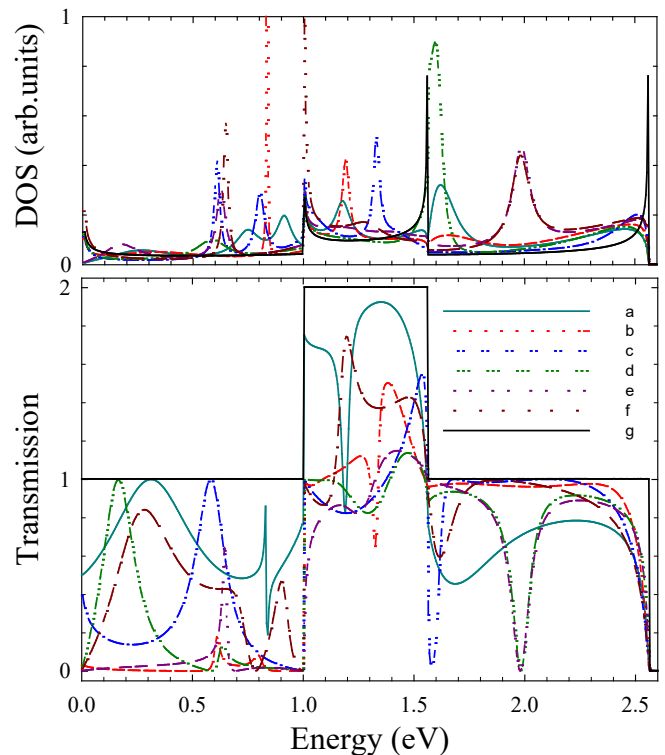 1
DOS (arb.units)
0
2
a
b
c
d
e
f
g
1
Transmission
0
0.0 0.5 1.0 1.5 2.0 2.5
Energy (eV)